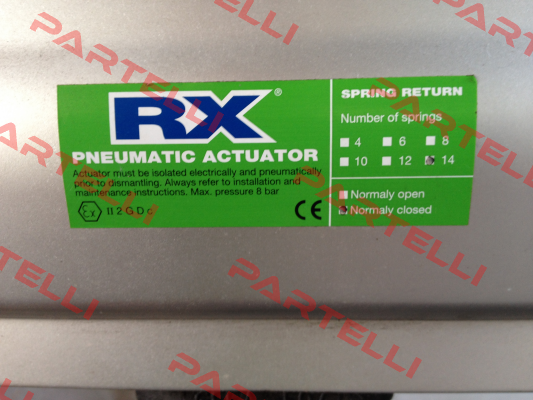 RX®
PNEUMATIC ACTUATOR
Actuator must be isolated electrically and pneumatically
prior to dismantling. Always refer to installation and
maintenance instructions. Max. pressure 8 bar
Ex II 2 G D c
CE
SPRING RETURN
Number of springs
4 6 8
10 12 14
Normaly open
Normaly closed
PARTELLI
PARTELLI
PARTELLI
PARTELLI
PARTELLI
PARTELLI
PARTELLI